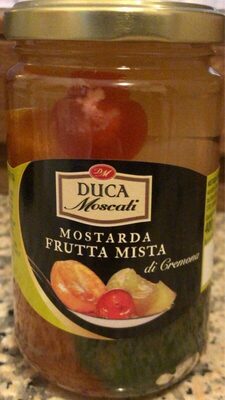 DM
DUCA
Moscati
MOSTARDA
FRUTTA MISTA
di Cremona